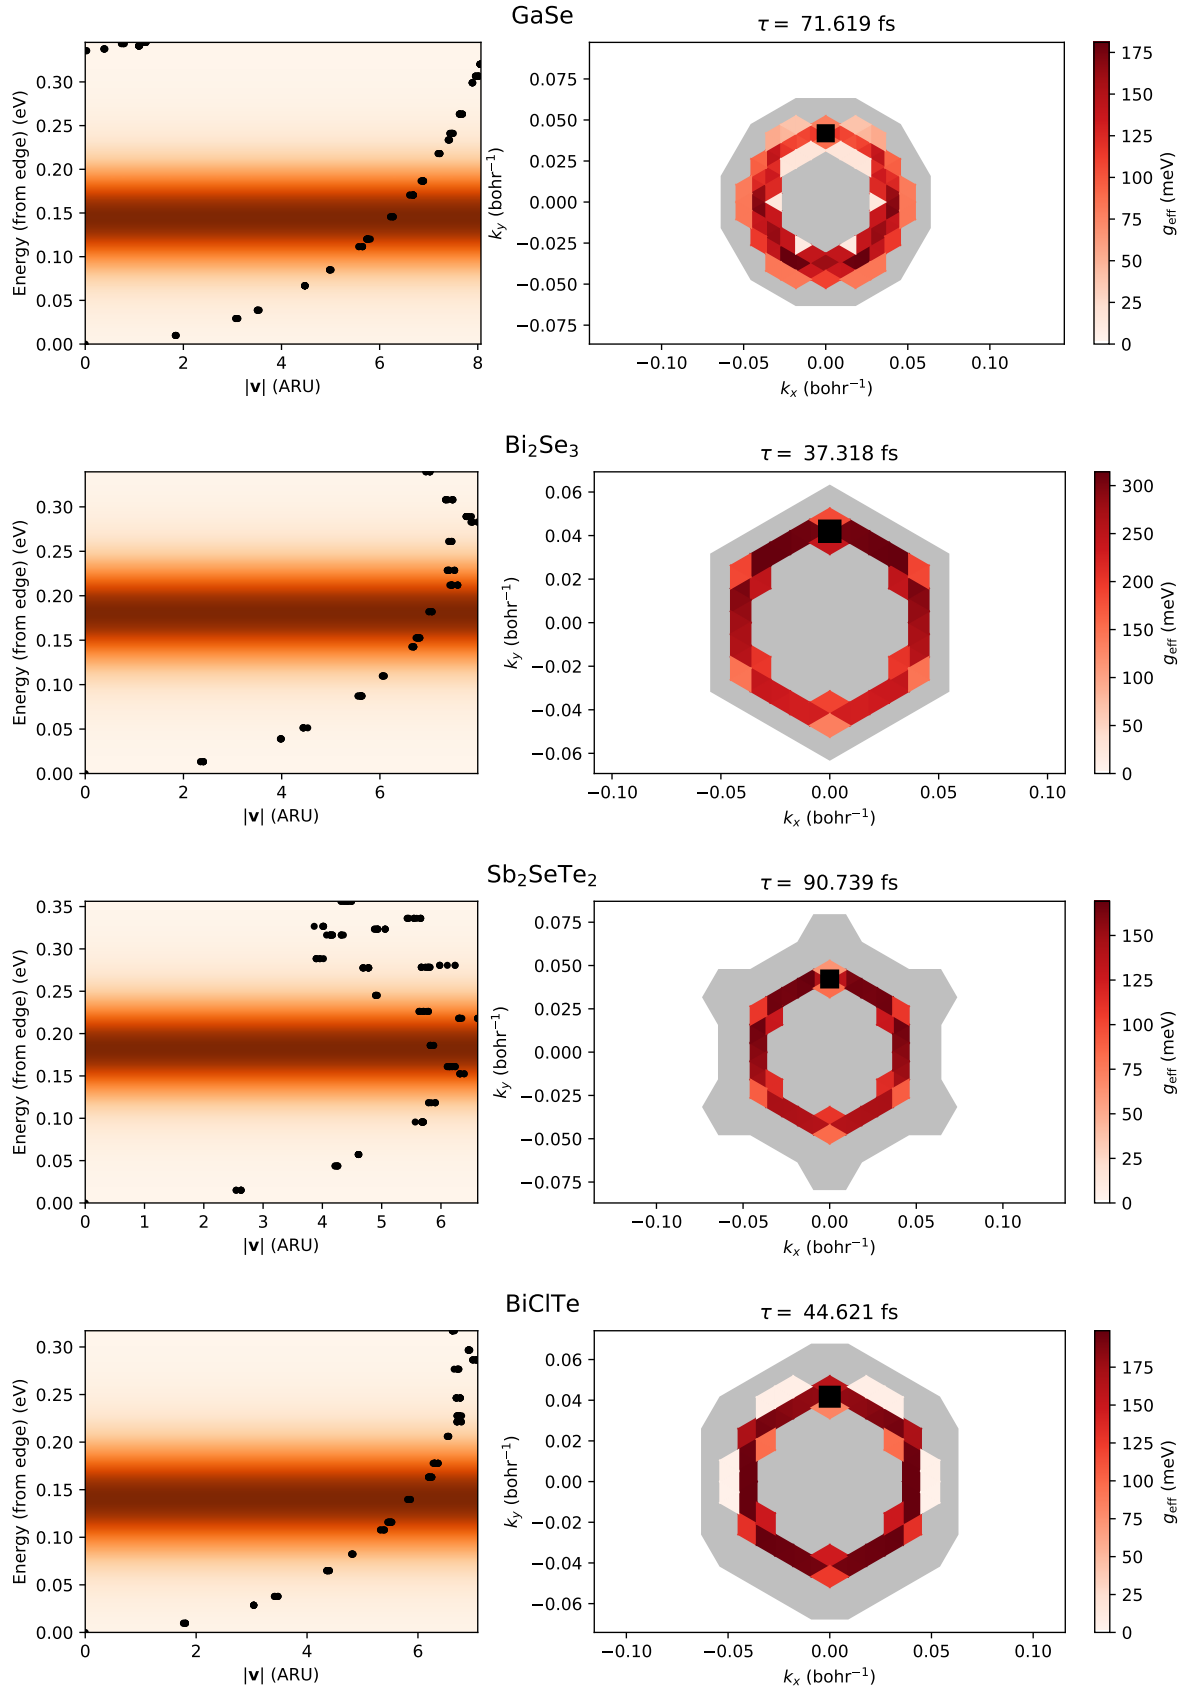 GaSe
τ = 71.619 fs
0.30
0.25
0.20
0.15
0.10
0.05
0.00
Energy (from edge) (eV)
0 2 4 6 8
|v| (ARU)
0.075
0.050
0.025
0.000
−0.025
−0.050
−0.075
k_y (bohr⁻¹)
−0.10 −0.05 0.00 0.05 0.10
k_x (bohr⁻¹)
175
150
125
100
75
50
25
0
g_eff (meV)
Bi₂Se₃
τ = 37.318 fs
0.30
0.25
0.20
0.15
0.10
0.05
0.00
Energy (from edge) (eV)
0 2 4 6
|v| (ARU)
0.06
0.04
0.02
0.00
−0.02
−0.04
−0.06
k_y (bohr⁻¹)
−0.10 −0.05 0.00 0.05 0.10
k_x (bohr⁻¹)
300
250
200
150
100
50
0
g_eff (meV)
Sb₂SeTe₂
τ = 90.739 fs
0.35
0.30
0.25
0.20
0.15
0.10
0.05
0.00
Energy (from edge) (eV)
0 1 2 3 4 5 6
|v| (ARU)
0.075
0.050
0.025
0.000
−0.025
−0.050
−0.075
k_y (bohr⁻¹)
−0.10 −0.05 0.00 0.05 0.10
k_x (bohr⁻¹)
150
125
100
75
50
25
0
g_eff (meV)
BiClTe
τ = 44.621 fs
0.30
0.25
0.20
0.15
0.10
0.05
0.00
Energy (from edge) (eV)
0 2 4 6
|v| (ARU)
0.06
0.04
0.02
0.00
−0.02
−0.04
−0.06
k_y (bohr⁻¹)
−0.10 −0.05 0.00 0.05 0.10
k_x (bohr⁻¹)
175
150
125
100
75
50
25
0
g_eff (meV)